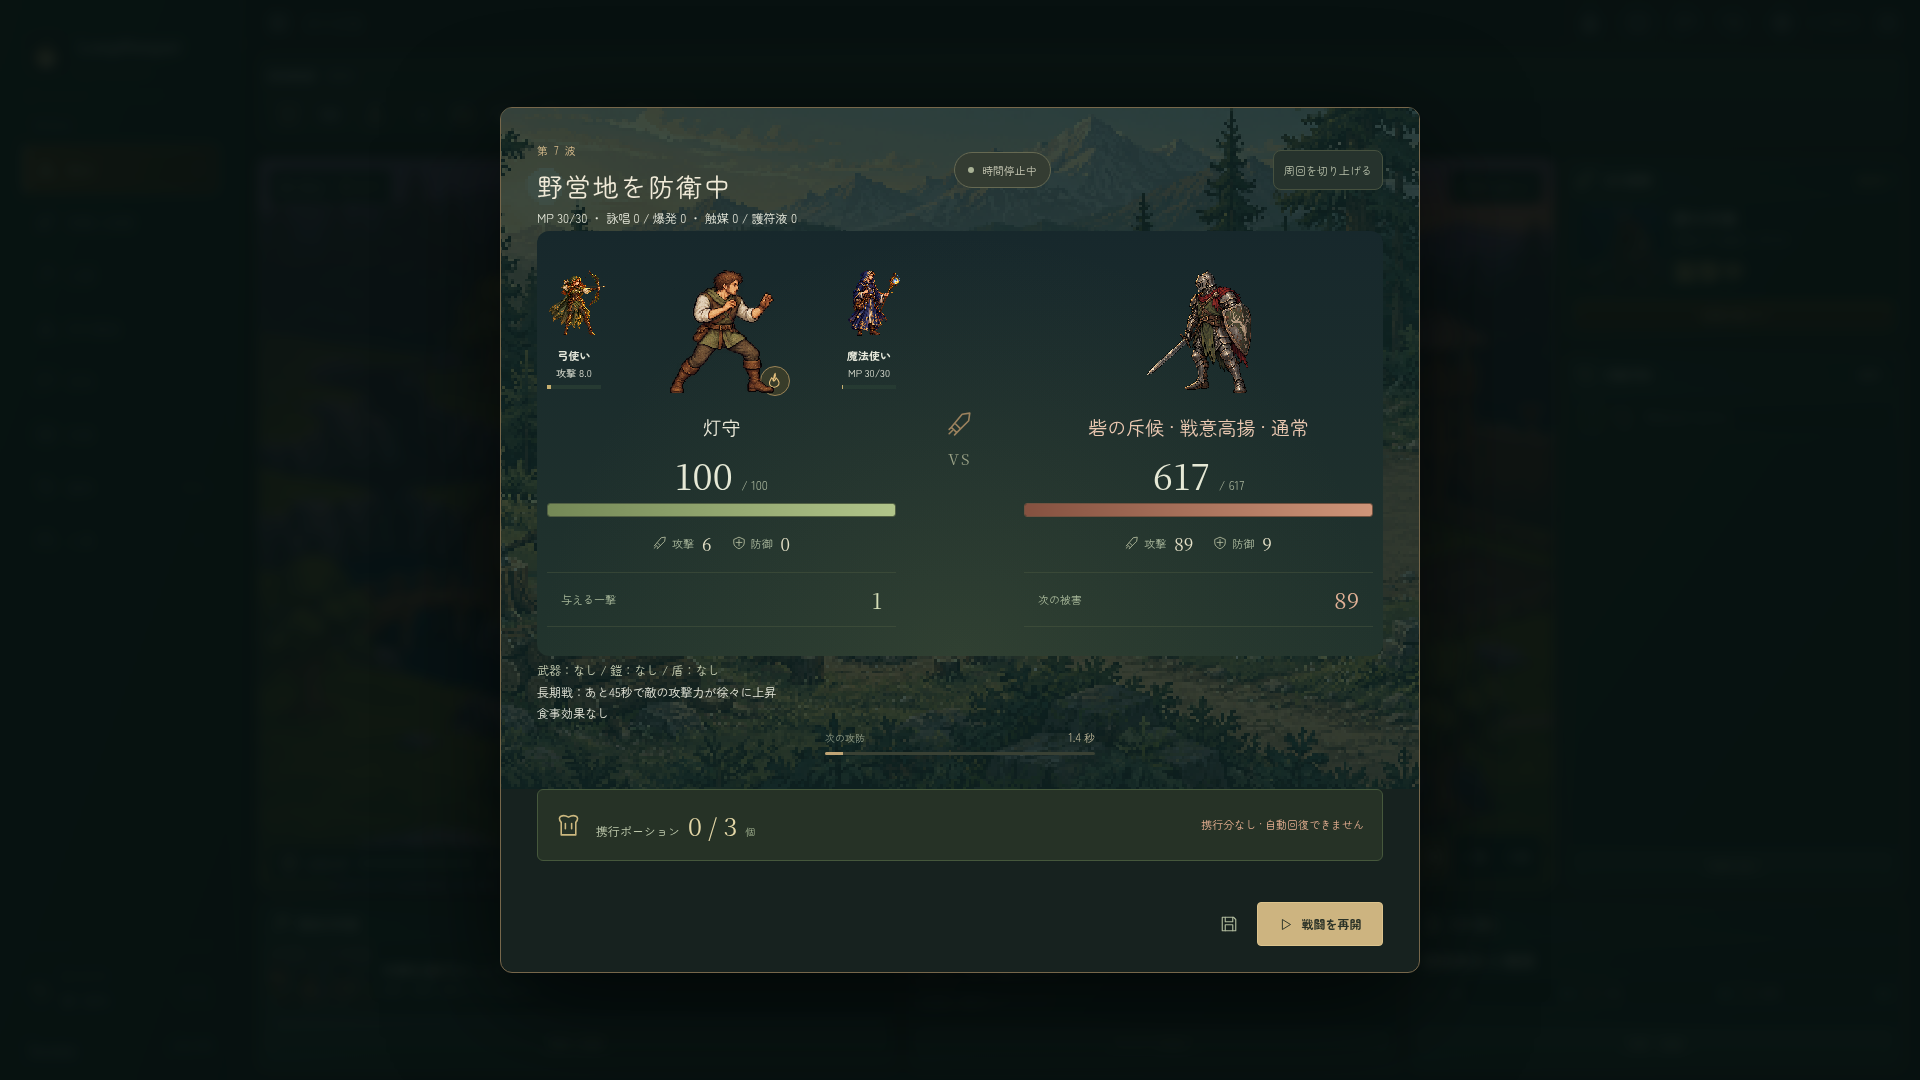 第 7 波
野営地を防衛中
MP 30/30 ・ 詠唱 0 / 爆発 0 ・ 触媒 0 / 護符液 0
時間停止中
周回を切り上げる
弓使い
攻撃 8.0
魔法使い
MP 30/30
灯守
100 / 100
攻撃 6 防御 0
与える一撃 1
VS
砦の斥候 · 戦意高揚 · 通常
617 / 617
攻撃 89 防御 9
次の被害 89
武器：なし / 鎧：なし / 盾：なし
長期戦：あと45秒で敵の攻撃力が徐々に上昇
食事効果なし
次の攻防 1.4 秒
携行ポーション 0 / 3 個
携行分なし · 自動回復できません
戦闘を再開